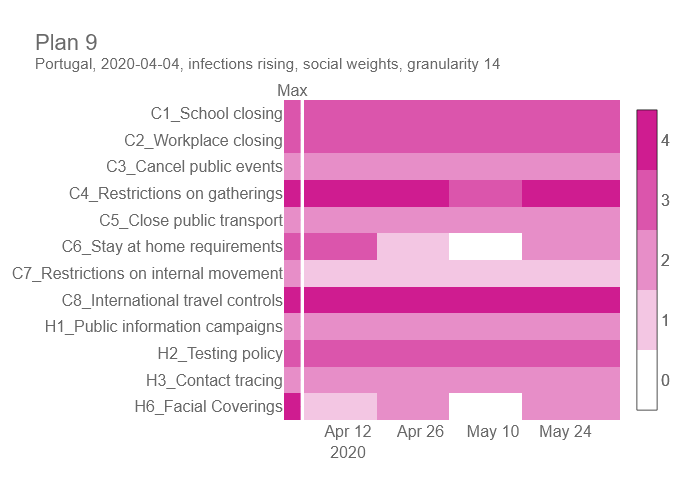 Plan 9
Portugal, 2020-04-04, infections rising, social weights, granularity 14
Max
C1_School closing
C2_Workplace closing
C3_Cancel public events
C4_Restrictions on gatherings
C5_Close public transport
C6_Stay at home requirements
C7_Restrictions on internal movement
C8_International travel controls
H1_Public information campaigns
H2_Testing policy
H3_Contact tracing
H6_Facial Coverings
Apr 12 Apr 26 May 10 May 24
2020
4
3
2
1
0